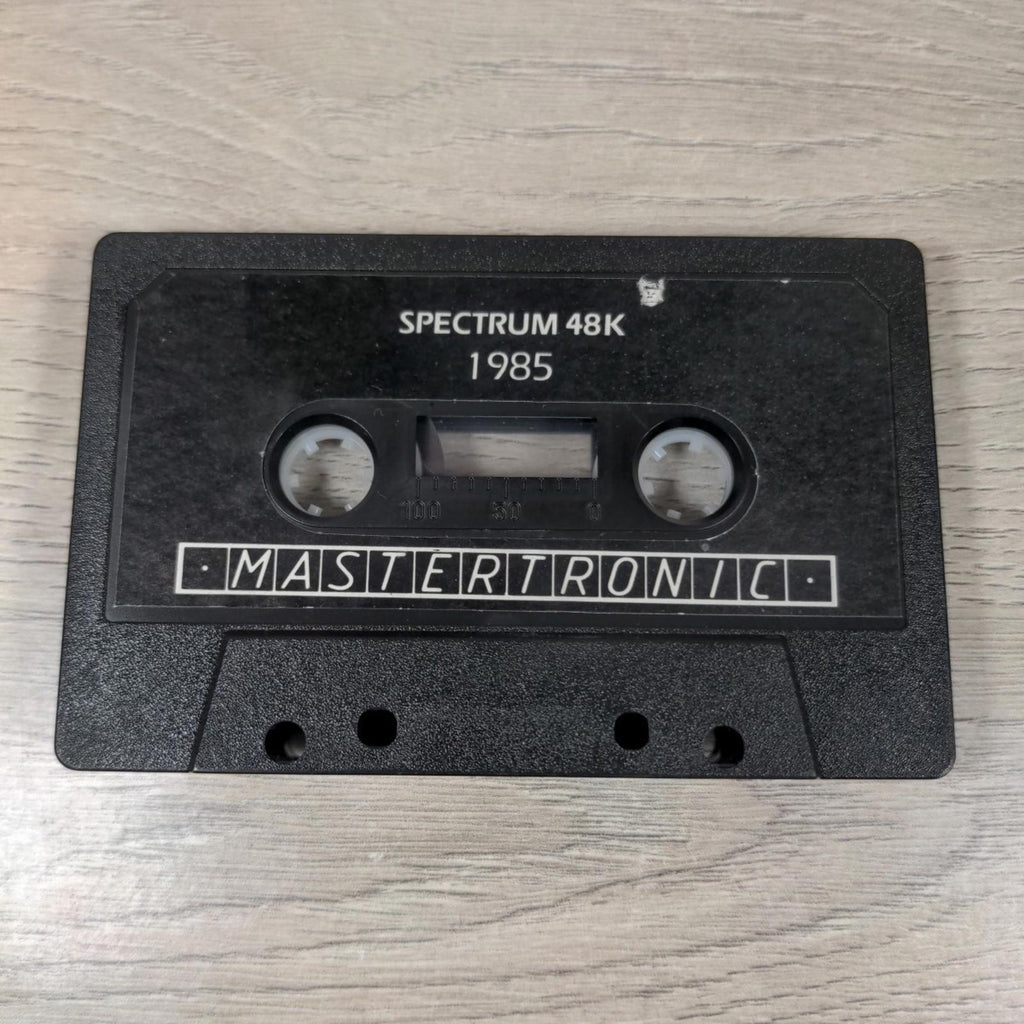 SPECTRUM 48K
1985
100 50 0
· MASTERTRONIC ·